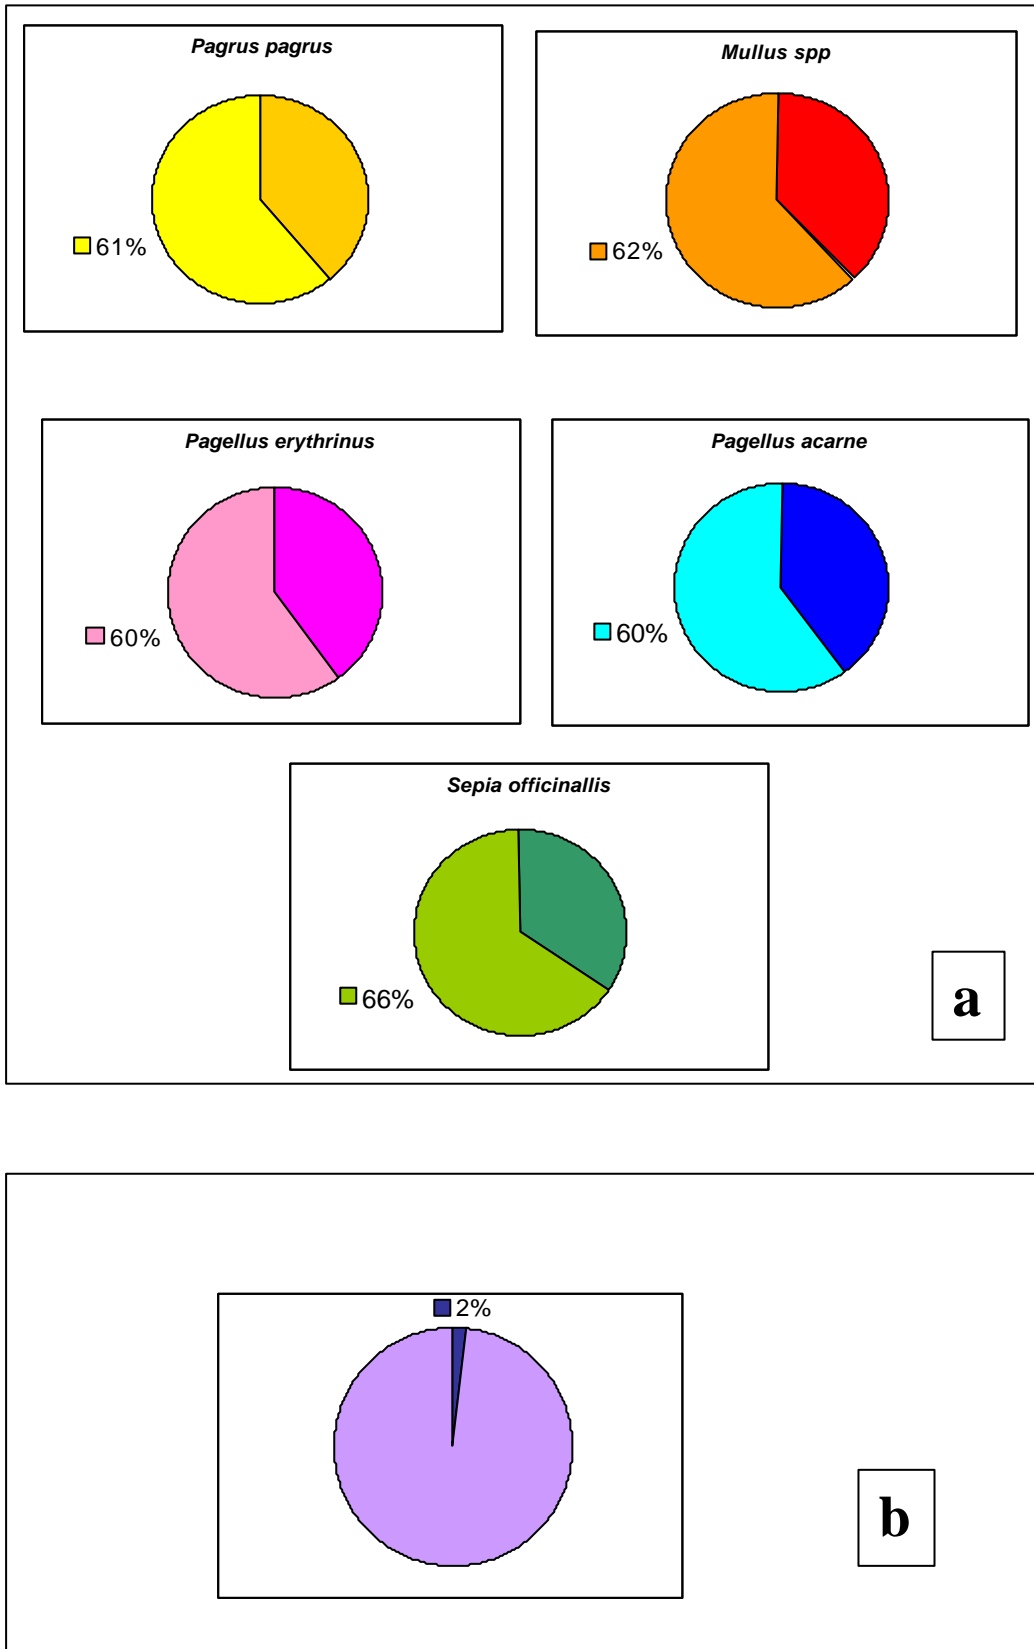 Pagrus pagrus
61%
Mullus spp
62%
Pagellus erythrinus
60%
Pagellus acarne
60%
Sepia officinallis
66%
a
2%
b